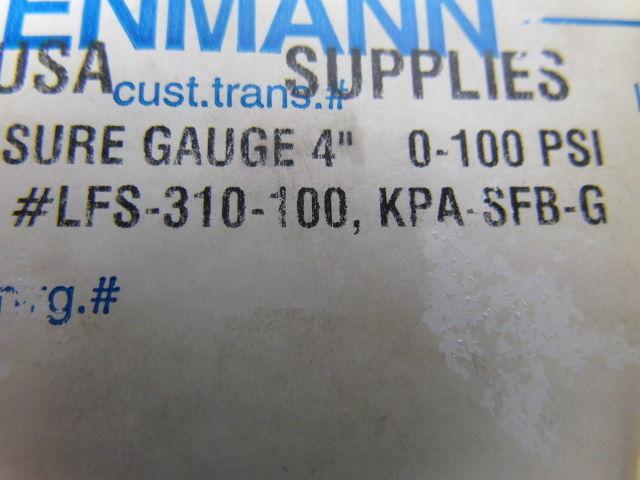 ENMANN
USA SUPPLIES
cust.trans.#
SURE GAUGE 4" 0-100 PSI
#LFS-310-100, KPA-SFB-G